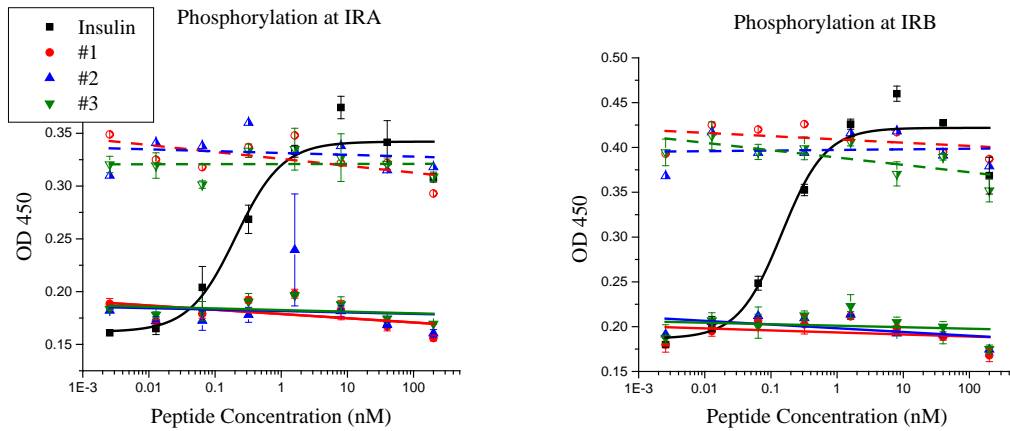 Phosphorylation at IRA
Insulin
#1
#2
#3
0.35
0.30
0.25
0.20
0.15
OD 450
1E-3
0.01
0.1
1
10
100
Peptide Concentration (nM)
Phosphorylation at IRB
0.50
0.45
0.40
0.35
0.30
0.25
0.20
0.15
OD 450
1E-3
0.01
0.1
1
10
100
Peptide Concentration (nM)